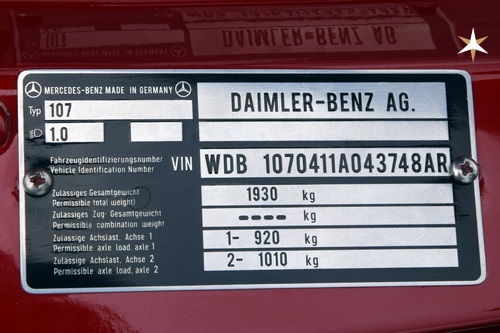 MERCEDES-BENZ MADE IN GERMANY
DAIMLER-BENZ AG.
Typ 107
1.0
Fahrzeugidentifizierungsnummer
Vehicle Identification Number
VIN WDB 1070411A043748AR
Zulässiges Gesamtgewicht
Permissible total weight)
1930 kg
Zulässiges Zug-Gesamtgewicht
Permissible combination weight
---- kg
Zulässige Achslast, Achse 1
Permissible axle load, axle 1
1- 920 kg
Zulässige Achslast, Achse 2
Permissible axle load, axle 2
2- 1010 kg